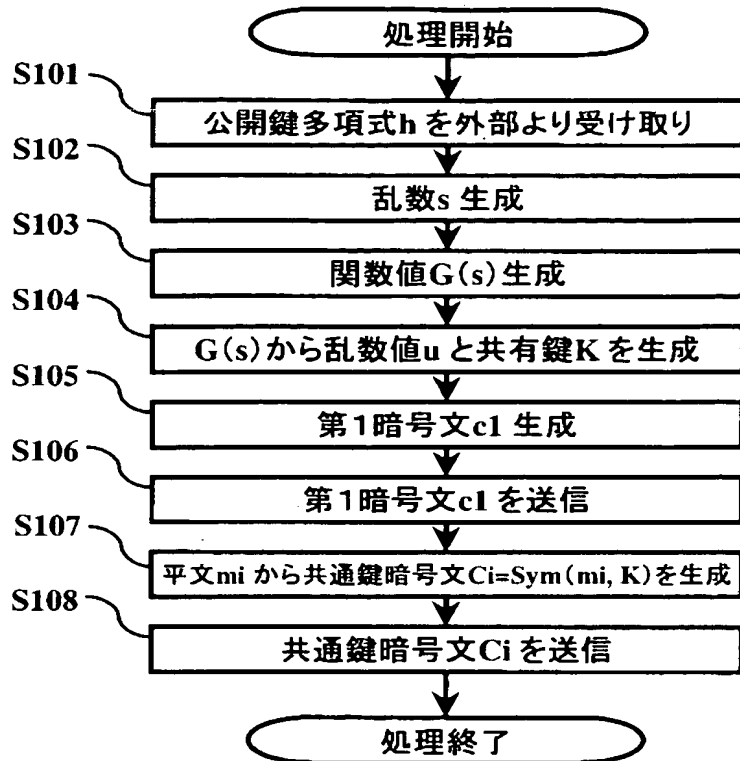 処理開始
S101
公開鍵多項式hを外部より受け取り
S102
乱数s 生成
S103
関数値G(s)生成
S104
G(s)から乱数値uと共有鍵Kを生成
S105
第1暗号文c1 生成
S106
第1暗号文c1を送信
S107
平文miから共通鍵暗号文Ci=Sym(mi, K)を生成
S108
共通鍵暗号文Ciを送信
処理終了